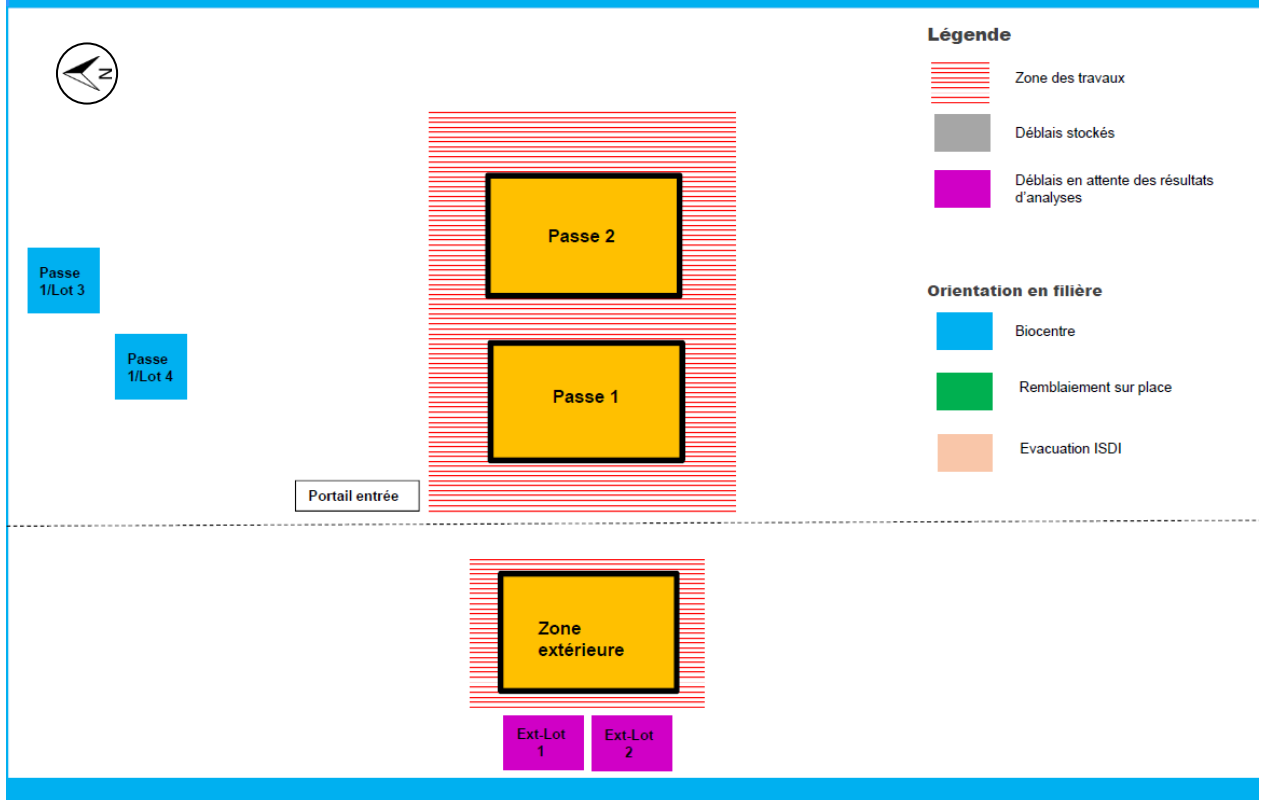 Légende
N
Zone des travaux
Déblais stockés
Déblais en attente des résultats
d'analyses
Passe 2
Passe
1/Lot 3
Orientation en filière
Biocentre
Passe
1/Lot 4
Passe 1
Remblaiement sur place
Evacuation ISDI
Portail entrée
Zone
extérieure
Ext-Lot
1
Ext-Lot
2